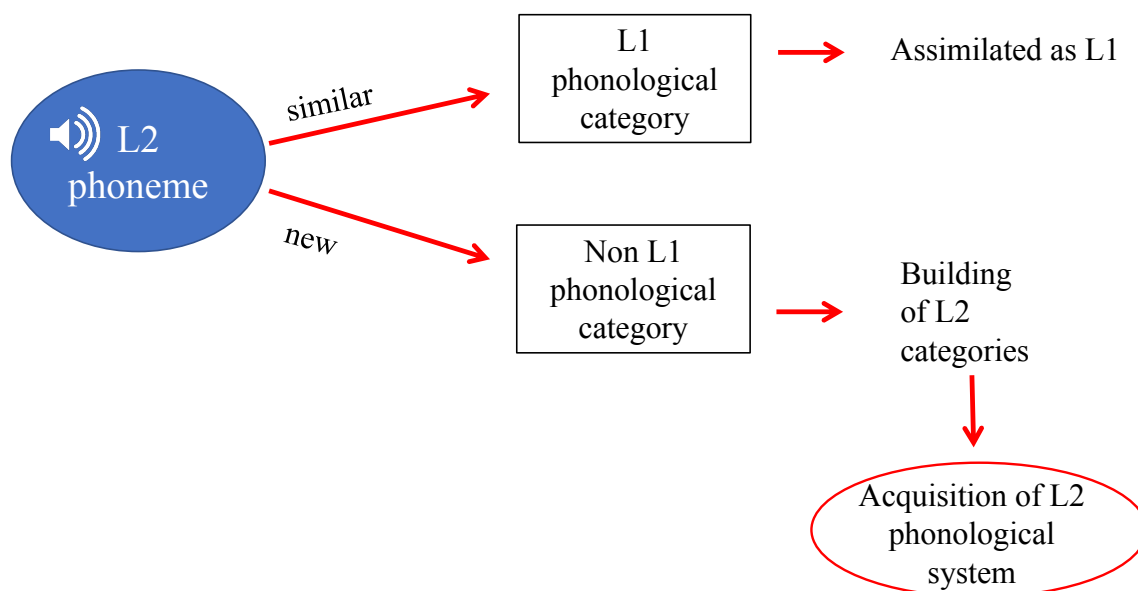 L2
phoneme
similar
new
L1
phonological
category
Assimilated as L1
Non L1
phonological
category
Building
of L2
categories
Acquisition of L2
phonological
system